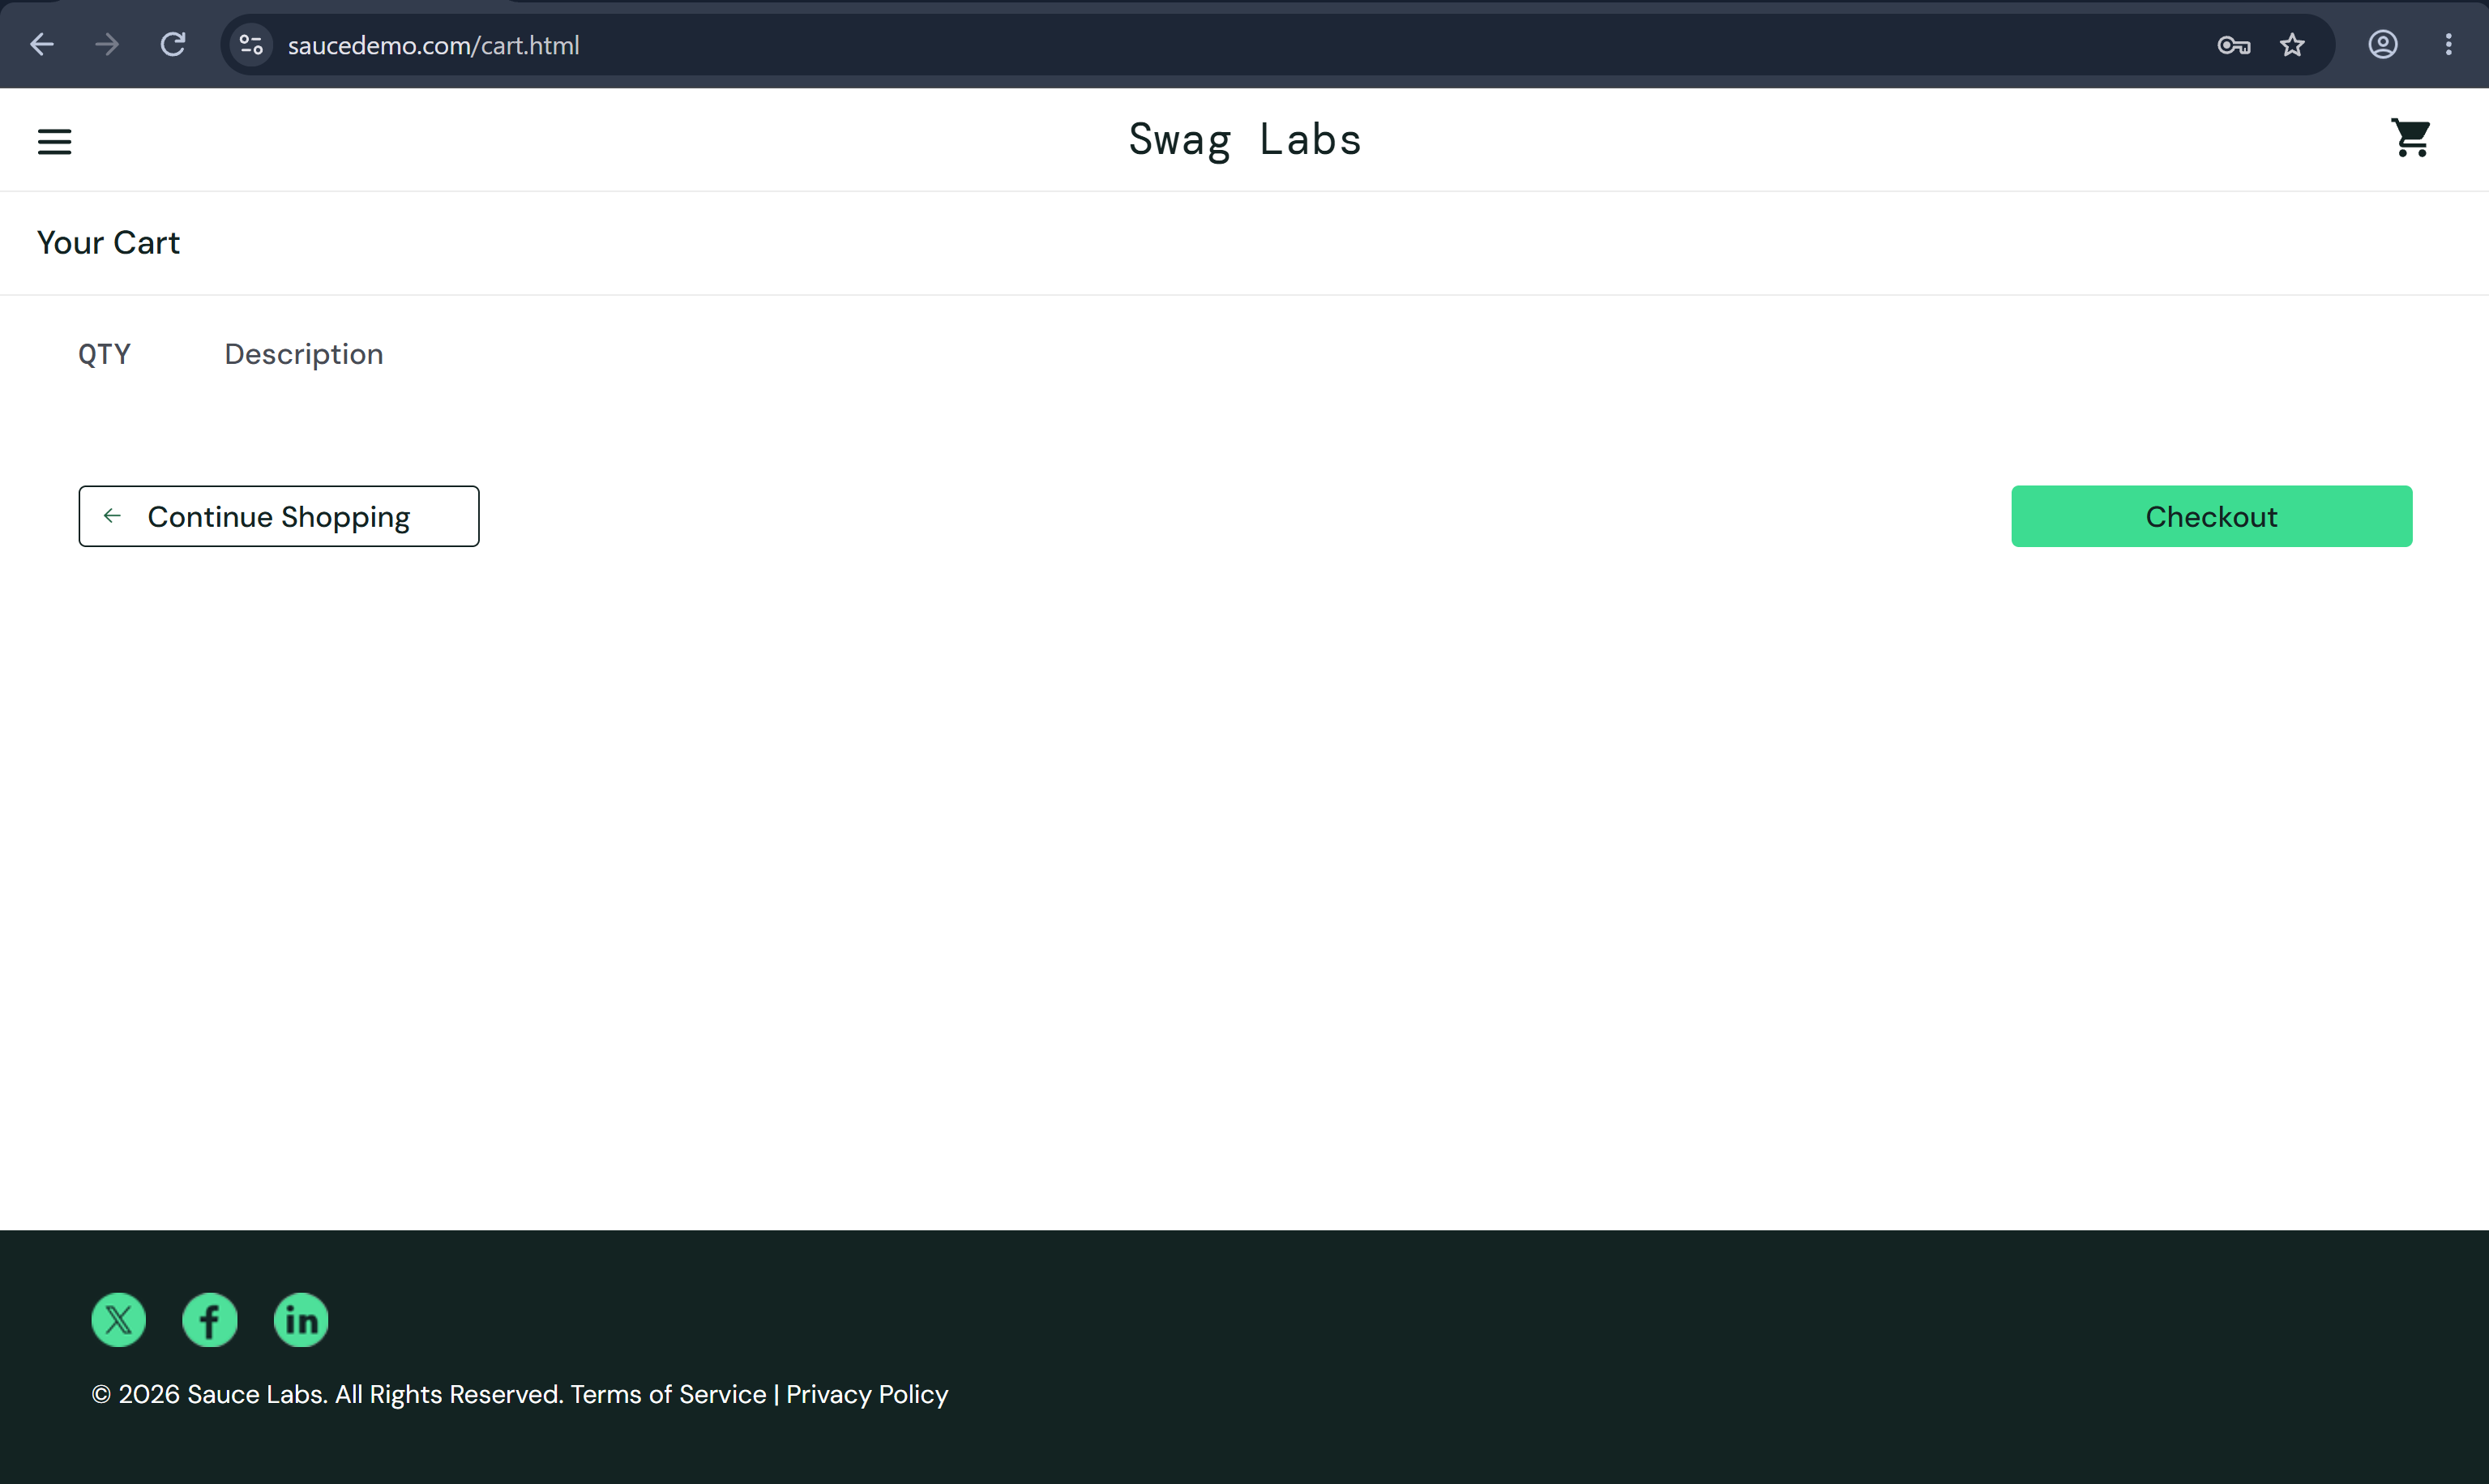 saucedemo.com/cart.html
Swag Labs
Your Cart
QTY Description
Continue Shopping Checkout
© 2026 Sauce Labs. All Rights Reserved. Terms of Service | Privacy Policy